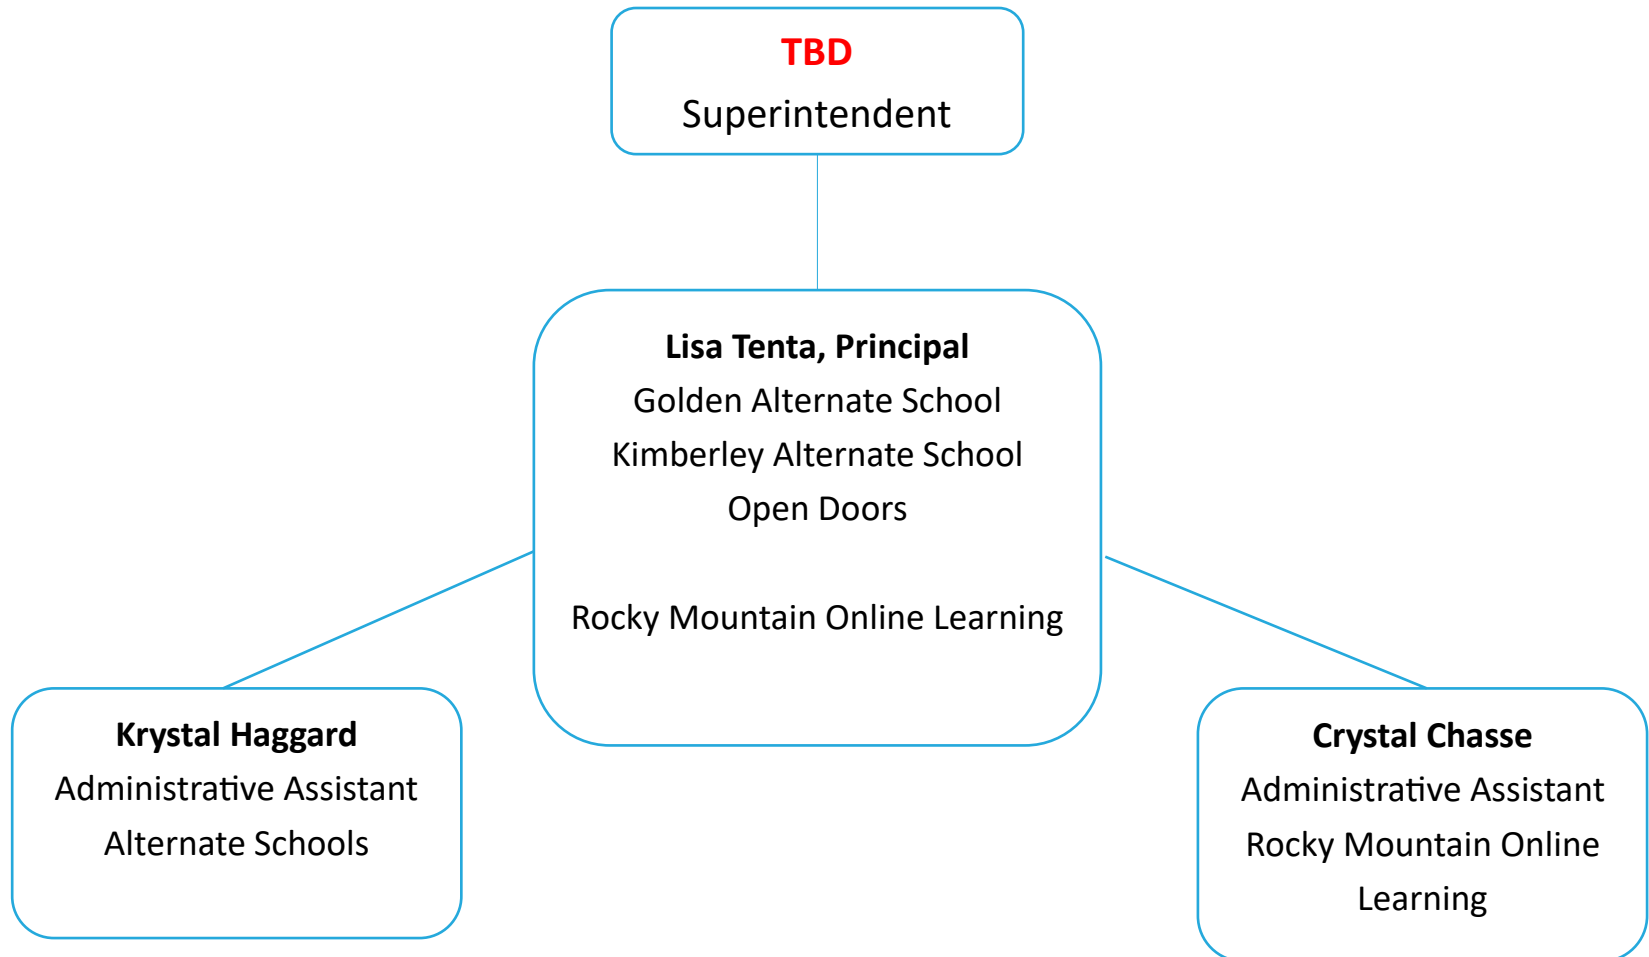 TBD
Superintendent
Lisa Tenta, Principal
Golden Alternate School
Kimberley Alternate School
Open Doors
Rocky Mountain Online Learning
Krystal Haggard
Administrative Assistant
Alternate Schools
Crystal Chasse
Administrative Assistant
Rocky Mountain Online
Learning